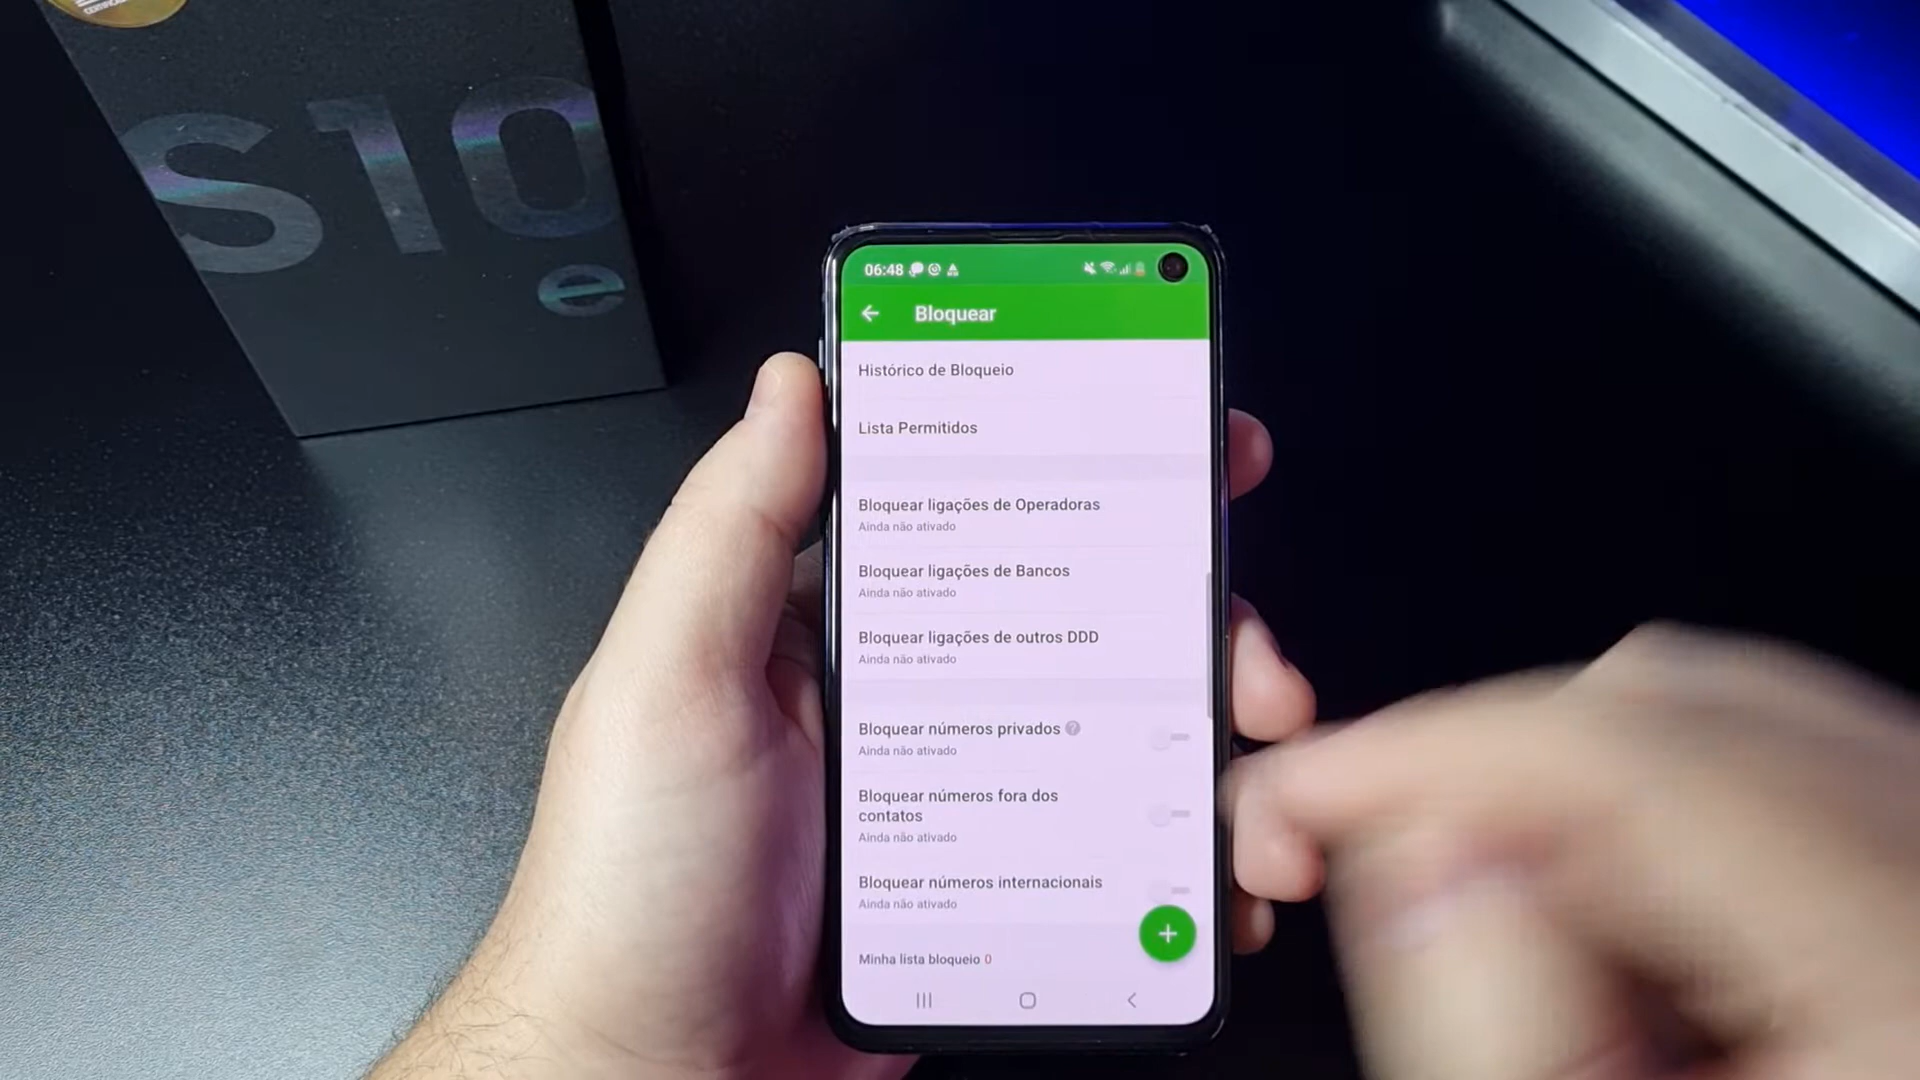 S10
e
06:48
Bloquear
Histórico de Bloqueio
Lista Permitidos
Bloquear ligações de Operadoras
Ainda não ativado
Bloquear ligações de Bancos
Ainda não ativado
Bloquear ligações de outros DDD
Ainda não ativado
Bloquear números privados ?
Ainda não ativado
Bloquear números fora dos
contatos
Ainda não ativado
Bloquear números internacionais
Ainda não ativado
Minha lista bloqueio 0